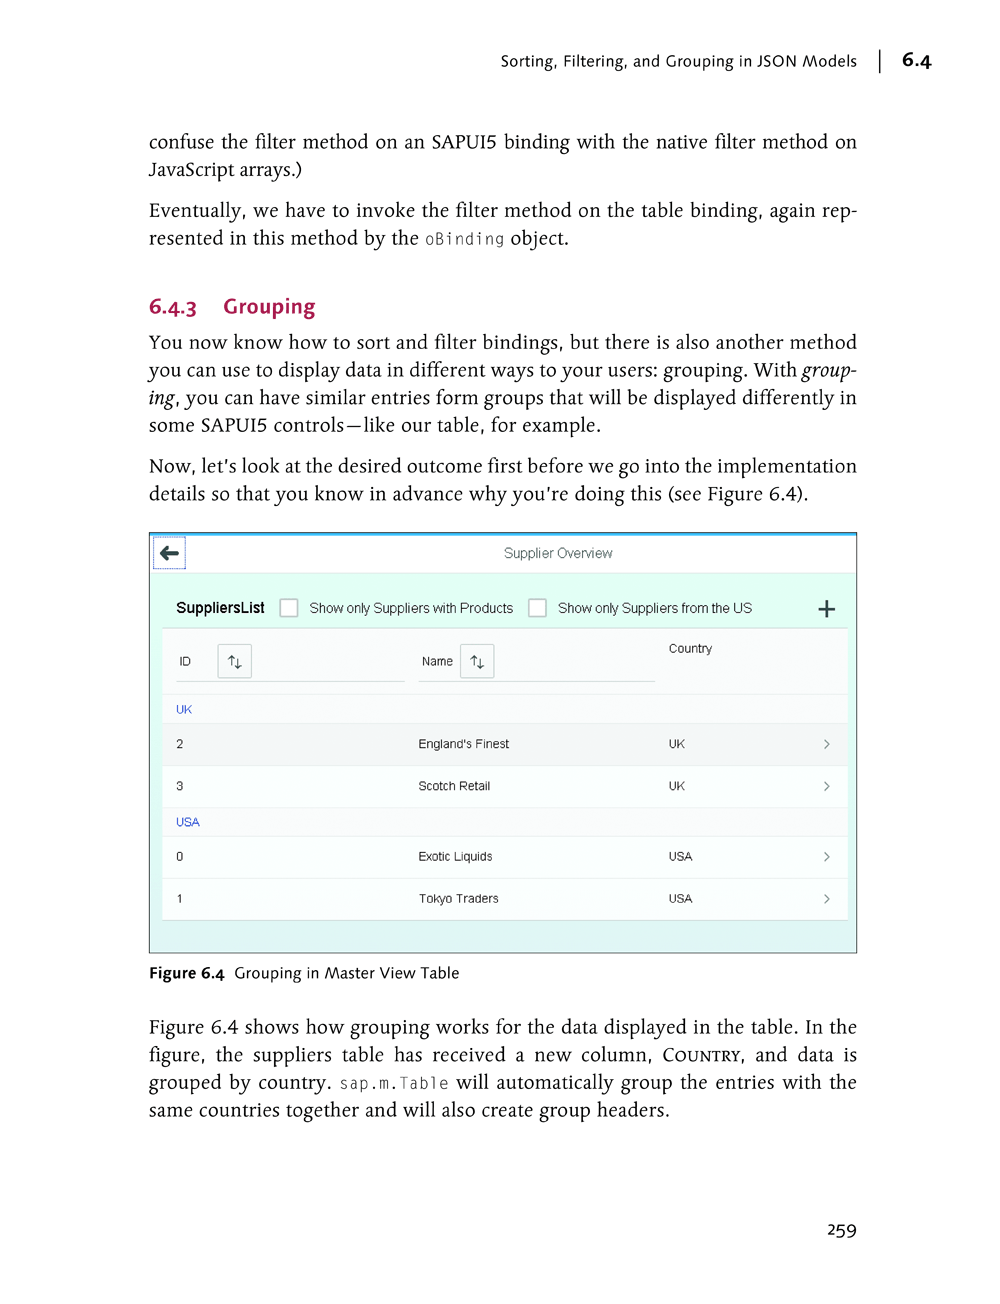 Sorting, Filtering, and Grouping in JSON Models | 6.4
confuse the filter method on an SAPUI5 binding with the native filter method on
JavaScript arrays.)
Eventually, we have to invoke the filter method on the table binding, again rep-
resented in this method by the oBinding object.
6.4.3 Grouping
You now know how to sort and filter bindings, but there is also another method
you can use to display data in different ways to your users: grouping. With group-
ing, you can have similar entries form groups that will be displayed differently in
some SAPUI5 controls—like our table, for example.
Now, let's look at the desired outcome first before we go into the implementation
details so that you know in advance why you're doing this (see Figure 6.4).
Supplier Overview
SuppliersList Show only Suppliers with Products Show only Suppliers from the US +
ID Name Country
UK
2 England's Finest UK
3 Scotch Retail UK
USA
0 Exotic Liquids USA
1 Tokyo Traders USA
Figure 6.4 Grouping in Master View Table
Figure 6.4 shows how grouping works for the data displayed in the table. In the
figure, the suppliers table has received a new column, COUNTRY, and data is
grouped by country. sap.m.Table will automatically group the entries with the
same countries together and will also create group headers.
259